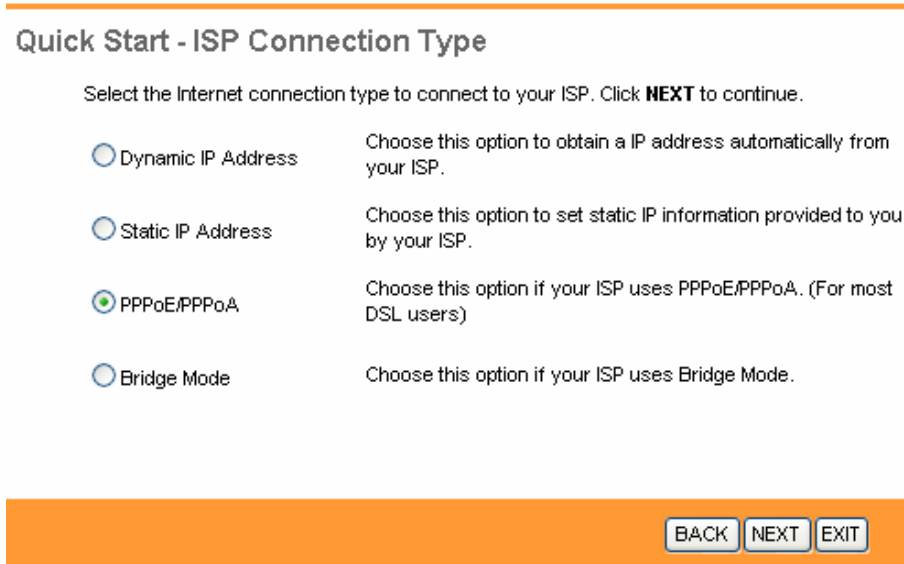 Quick Start - ISP Connection Type
Select the Internet connection type to connect to your ISP. Click NEXT to continue.
Dynamic IP Address
Choose this option to obtain a IP address automatically from
your ISP.
Static IP Address
Choose this option to set static IP information provided to you
by your ISP.
PPPoE/PPPoA
Choose this option if your ISP uses PPPoE/PPPoA. (For most
DSL users)
Bridge Mode
Choose this option if your ISP uses Bridge Mode.
BACK NEXT EXIT